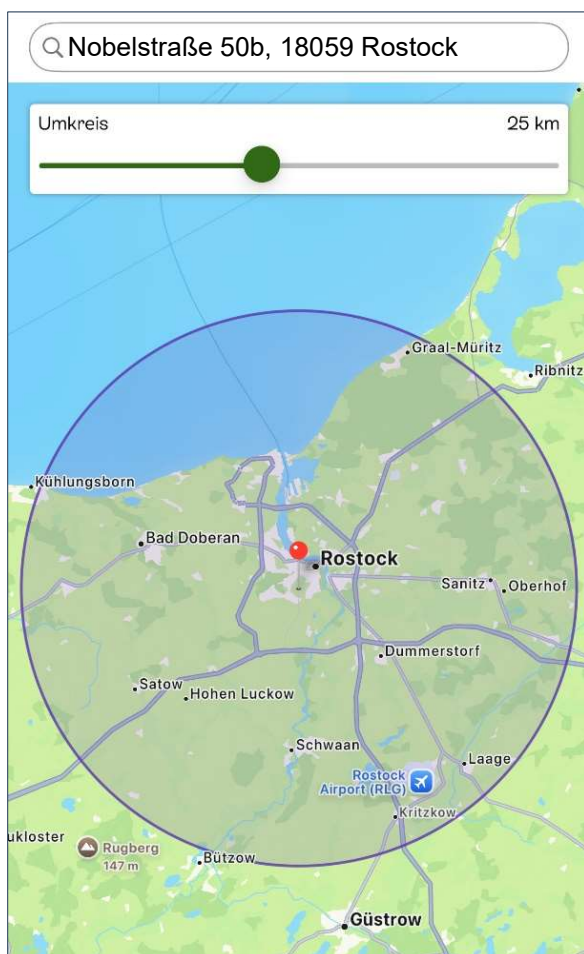 Nobelstraße 50b, 18059 Rostock
Umkreis 25 km
Graal-Müritz
Ribnitz
Kühlungsborn
Bad Doberan
Rostock
Sanitz
Oberhof
Dummerstorf
Satow
Hohen Luckow
Schwaan
Laage
Rostock
Airport (RLG)
Kritzkow
ukloster
Rugberg
147 m
Bützow
Güstrow